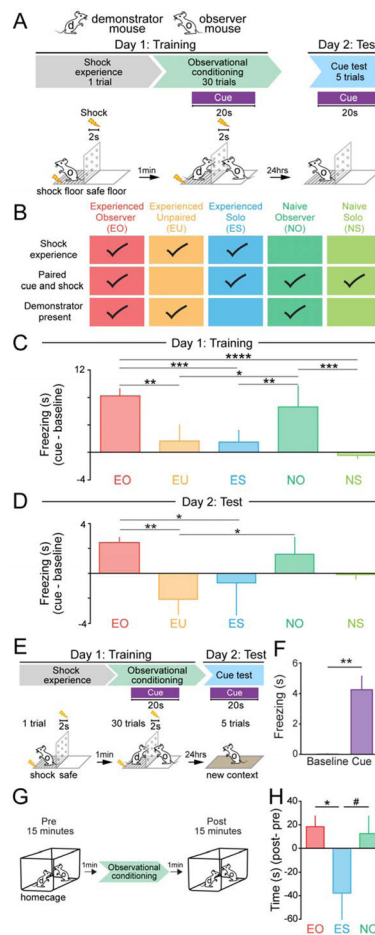 A
demonstrator mouse
observer mouse
Day 1: Training
Day 2: Test
Shock experience
1 trial
Observational conditioning
30 trials
Cue test
5 trials
Cue
Cue
20s
20s
Shock
2s
2s
shock floor safe floor
1min
24hrs
B
Experienced Observer (EO)
Experienced Unpaired (EU)
Experienced Solo (ES)
Naive Observer (NO)
Naive Solo (NS)
Shock experience
Paired cue and shock
Demonstrator present
C
Day 1: Training
****
***
*
***
**
**
Freezing (s)
(cue - baseline)
8
-4
EO
EU
ES
NO
NS
D
Day 2: Test
*
**
*
Freezing (s)
(cue - baseline)
4
-4
EO
EU
ES
NO
NS
E
Day 1: Training
Day 2: Test
Shock experience
Observational conditioning
Cue test
Cue
Cue
20s
20s
1 trial
2s
30 trials
2s
5 trials
1min
24hrs
shock safe
new context
F
**
Freezing (s)
6
4
2
0
Baseline Cue
G
Pre
15 minutes
Post
15 minutes
1min
Observational conditioning
1min
homecage
H
Time (s) (post- pre)
40
20
0
-20
-40
-60
*
#
EO
ES
NO